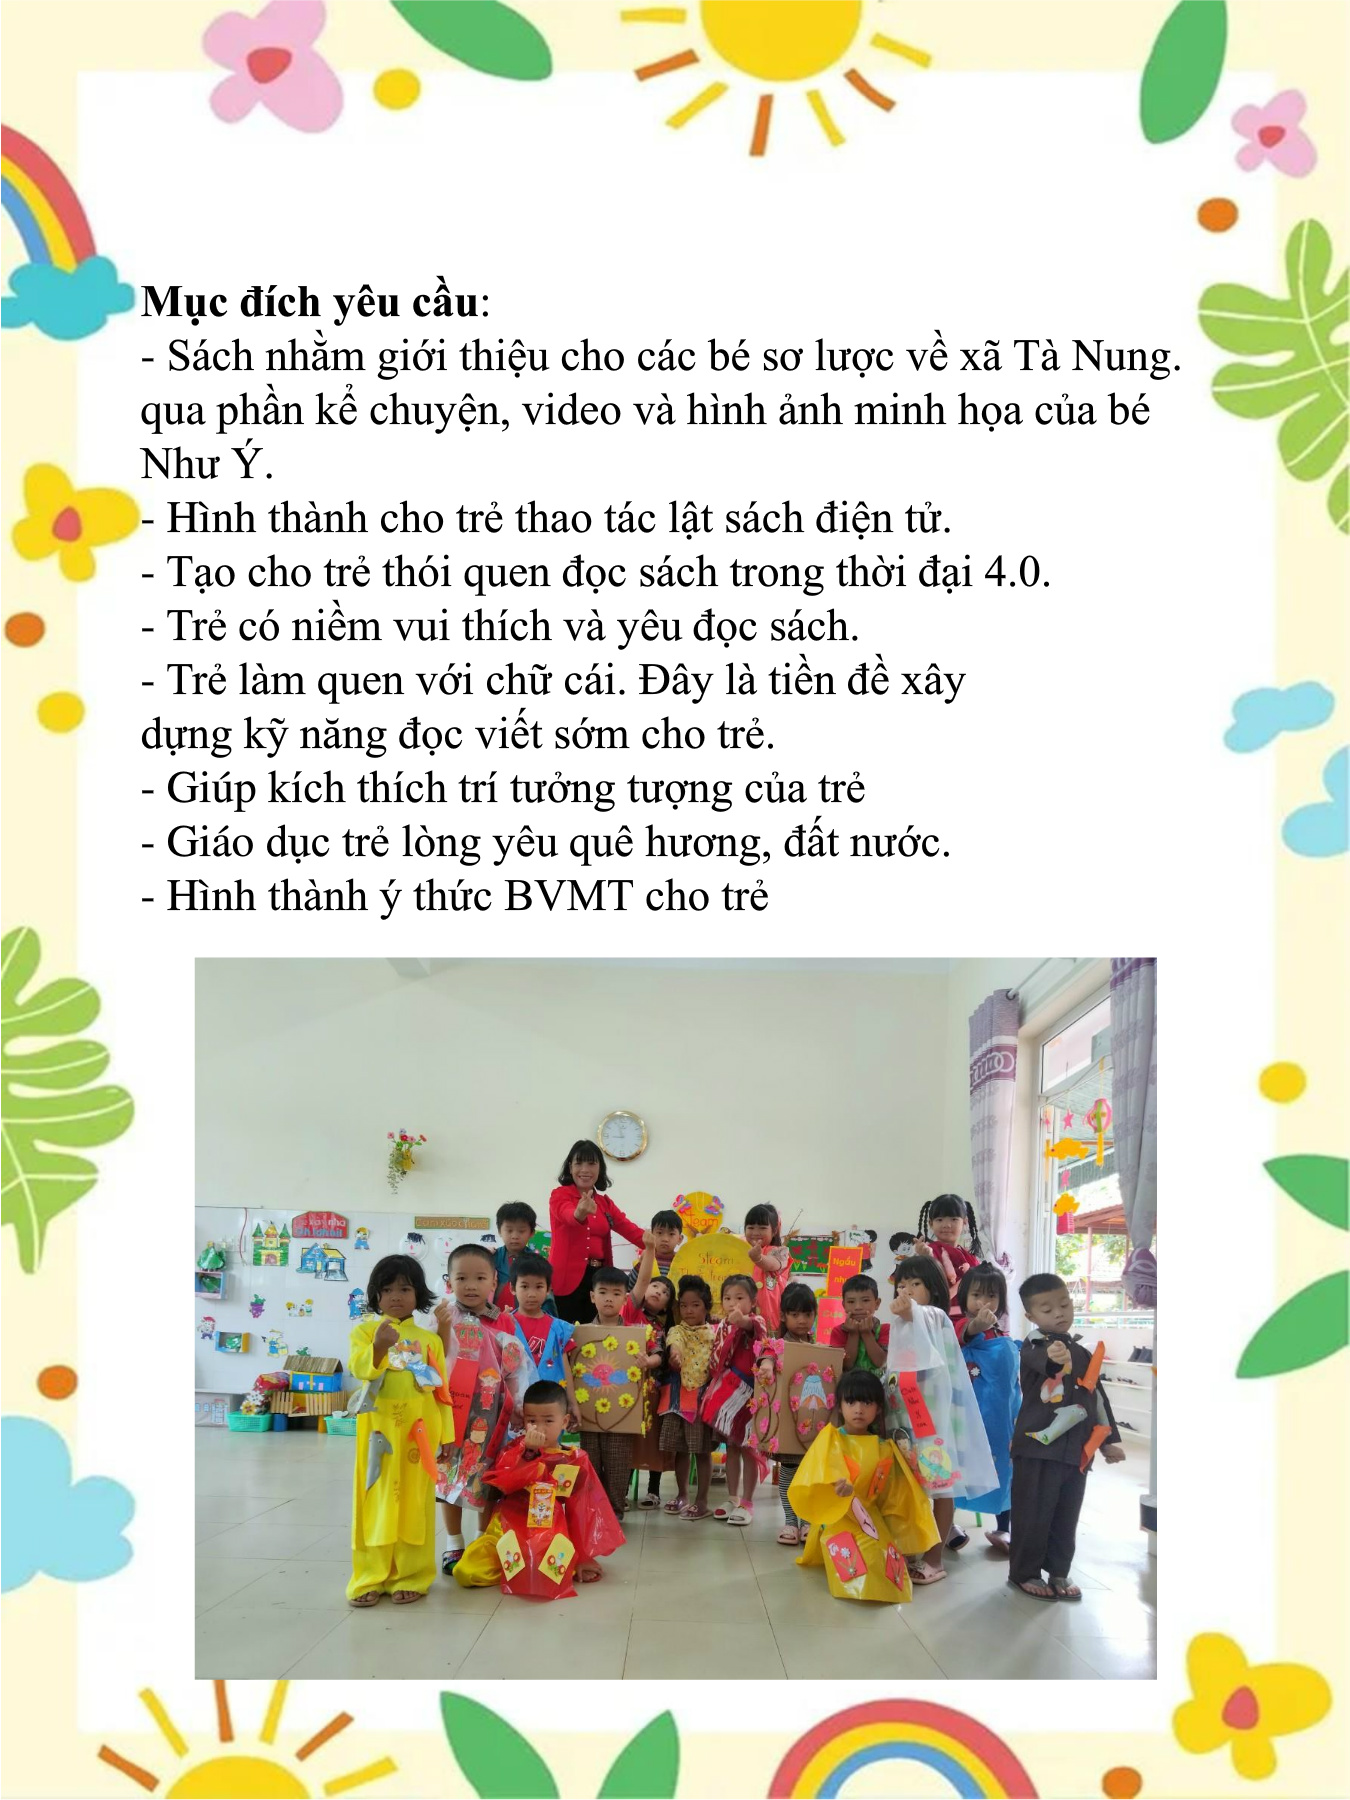 Mục đích yêu cầu:
- Sách nhằm giới thiệu cho các bé sơ lược về xã Tà Nung.
qua phần kể chuyện, video và hình ảnh minh họa của bé
Như Ý.
- Hình thành cho trẻ thao tác lật sách điện tử.
- Tạo cho trẻ thói quen đọc sách trong thời đại 4.0.
- Trẻ có niềm vui thích và yêu đọc sách.
- Trẻ làm quen với chữ cái. Đây là tiền đề xây
dựng kỹ năng đọc viết sớm cho trẻ.
- Giúp kích thích trí tưởng tượng của trẻ
- Giáo dục trẻ lòng yêu quê hương, đất nước.
- Hình thành ý thức BVMT cho trẻ
Steam
Steam
Ngẫu